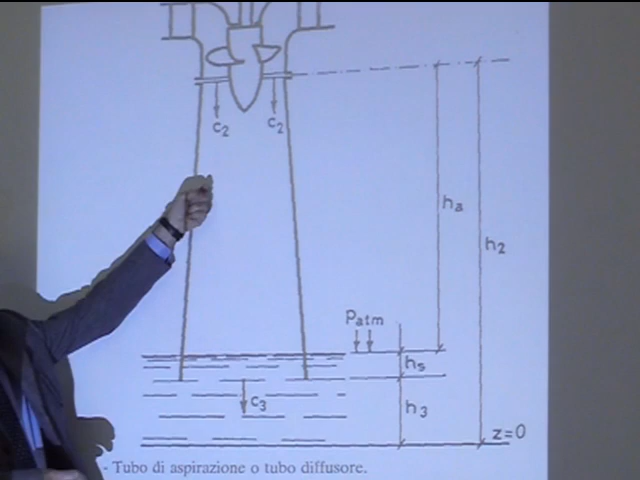 c2
c2
ha
h2
Patm
hs
c3
h3
z=0
- Tubo di aspirazione o tubo diffusore.